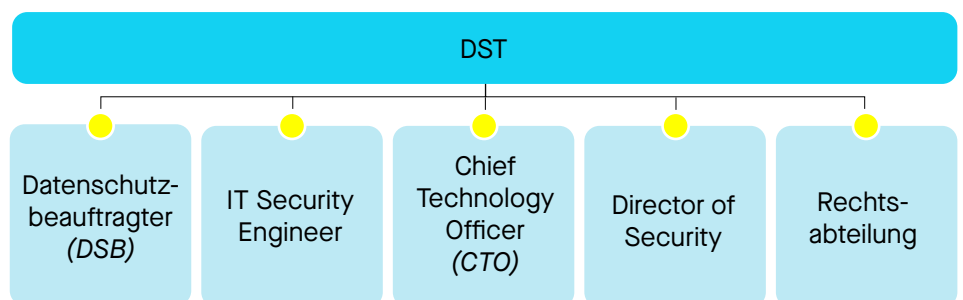 DST
Datenschutz-
beauftragter
(DSB)
IT Security
Engineer
Chief
Technology
Officer
(CTO)
Director of
Security
Rechts-
abteilung